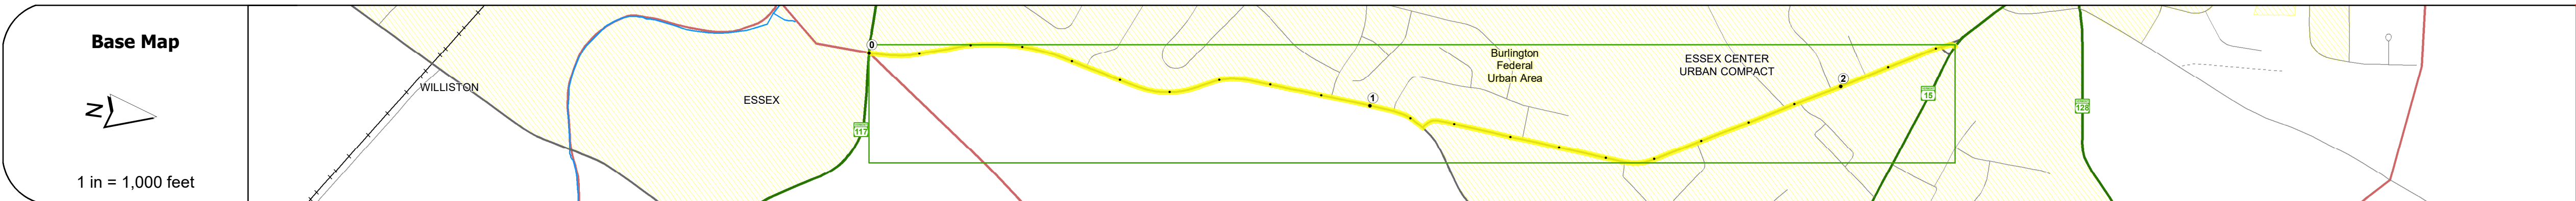 Base Map
N
1 in = 1,000 feet
WILLISTON
ESSEX
117
0
1
Burlington
Federal
Urban Area
ESSEX CENTER
URBAN COMPACT
2
15
128